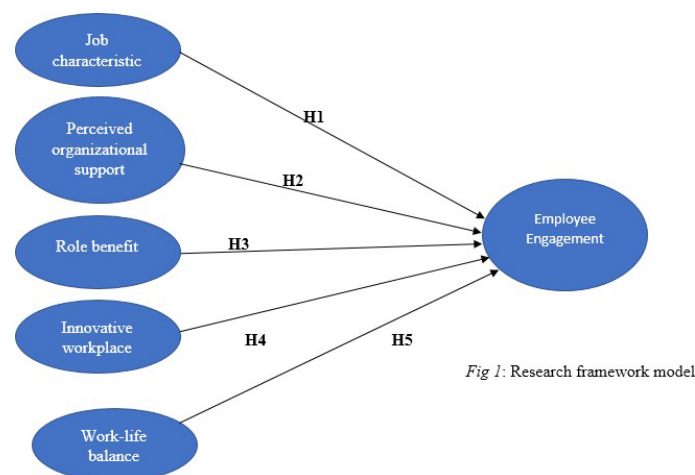 Job
characteristic
H1
Perceived
organizational
support
H2
Employee
Engagement
Role benefit
H3
Innovative
workplace
H4
H5
Fig 1: Research framework model
Work-life
balance